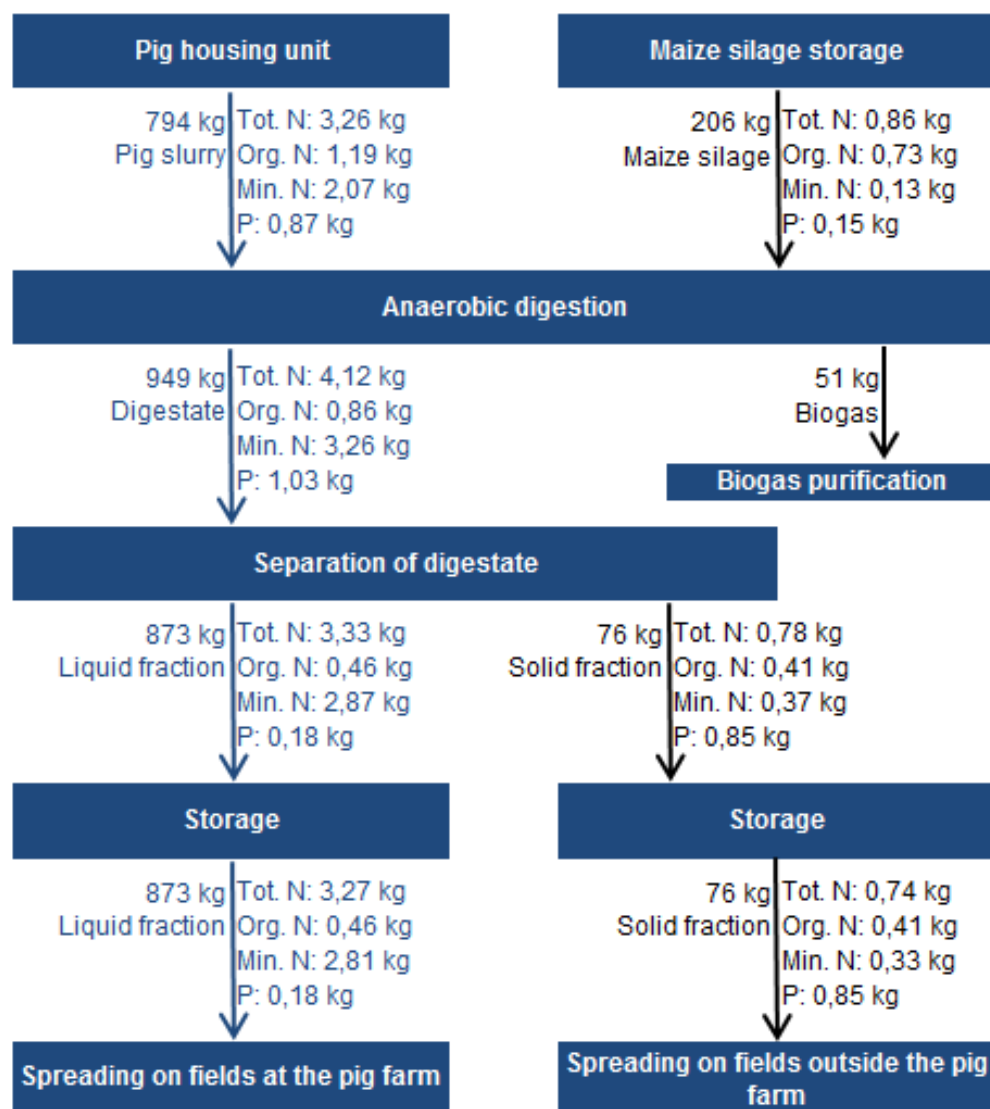 Pig housing unit
Maize silage storage
794 kg
Pig slurry
Tot. N: 3,26 kg
Org. N: 1,19 kg
Min. N: 2,07 kg
P: 0,87 kg
206 kg
Maize silage
Tot. N: 0,86 kg
Org. N: 0,73 kg
Min. N: 0,13 kg
P: 0,15 kg
Anaerobic digestion
949 kg
Digestate
Tot. N: 4,12 kg
Org. N: 0,86 kg
Min. N: 3,26 kg
P: 1,03 kg
51 kg
Biogas
Biogas purification
Separation of digestate
873 kg
Liquid fraction
Tot. N: 3,33 kg
Org. N: 0,46 kg
Min. N: 2,87 kg
P: 0,18 kg
76 kg
Solid fraction
Tot. N: 0,78 kg
Org. N: 0,41 kg
Min. N: 0,37 kg
P: 0,85 kg
Storage
Storage
873 kg
Liquid fraction
Tot. N: 3,27 kg
Org. N: 0,46 kg
Min. N: 2,81 kg
P: 0,18 kg
76 kg
Solid fraction
Tot. N: 0,74 kg
Org. N: 0,41 kg
Min. N: 0,33 kg
P: 0,85 kg
Spreading on fields at the pig farm
Spreading on fields outside the pig
farm